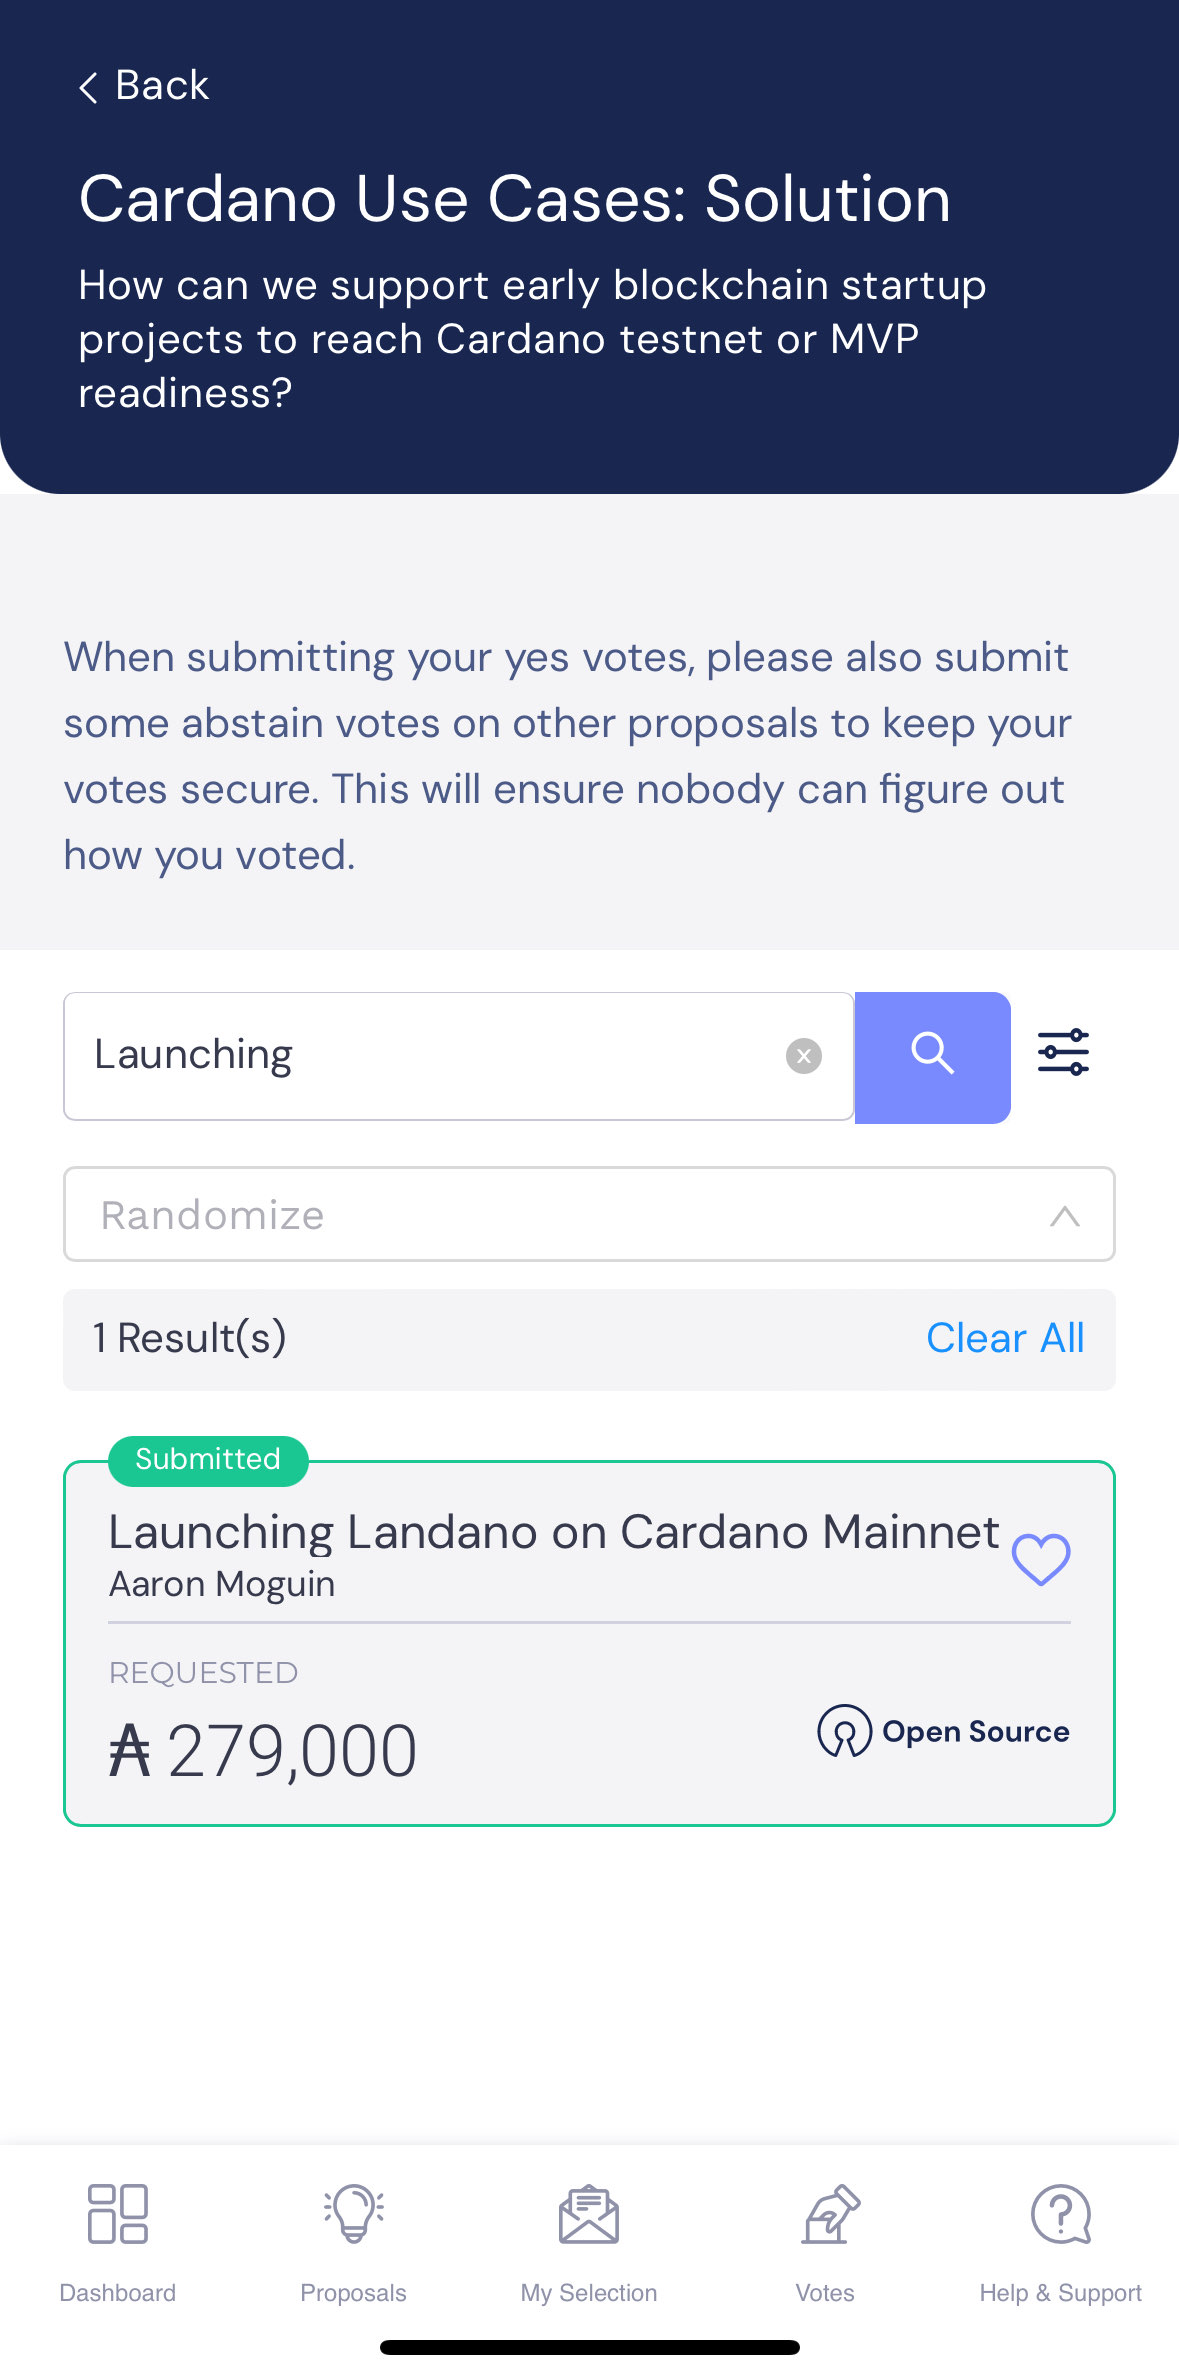 Back
Cardano Use Cases: Solution
How can we support early blockchain startup
projects to reach Cardano testnet or MVP
readiness?
When submitting your yes votes, please also submit
some abstain votes on other proposals to keep your
votes secure. This will ensure nobody can figure out
how you voted.
Launching
Randomize
1 Result(s) Clear All
Submitted
Launching Landano on Cardano Mainnet
Aaron Moguin
REQUESTED
₳ 279,000 Open Source
Dashboard Proposals My Selection Votes Help & Support